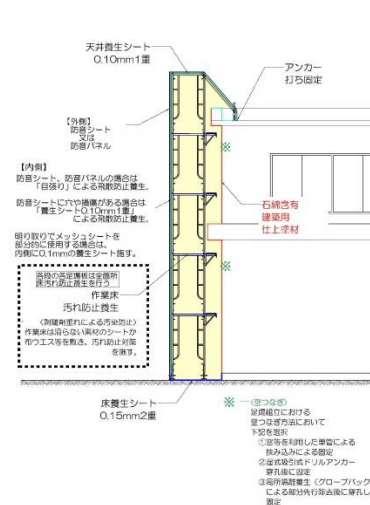 天井養生シート
0.10mm1重
アンカー
打ち固定
【外側】
防音シート
又は
防音パネル
【内側】
防音シート、防音パネルの場合は
「目張り」による飛散防止養生。
防音シートに穴や損傷がある場合は
「養生シート0.10mm1重」
による飛散防止養生。
明り取りでメッシュシートを
部分的に使用する場合は、
内側に0.1mmの養生シート施す。
※
石綿含有
建築用
仕上塗材
※
各段の各足場板は全箇所
床汚れ防止養生を行う
作業床
汚れ防止養生
(剥離剤垂れによる汚染防止)
作業床は滑らない素材のシートか
布ウエス等を敷き、汚れ防止対策
を施す。
床養生シート
0.15mm2重
※ (壁つなぎ)
足場組立における
壁つなぎ方法において
下記を選択
①窓等を利用した単管による
挟み込みによる固定
②湿式吸引式ドリルアンカー
穿孔後に固定
③局所隔離養生(グローブバック
による部分先行除去後に穿孔し
固定